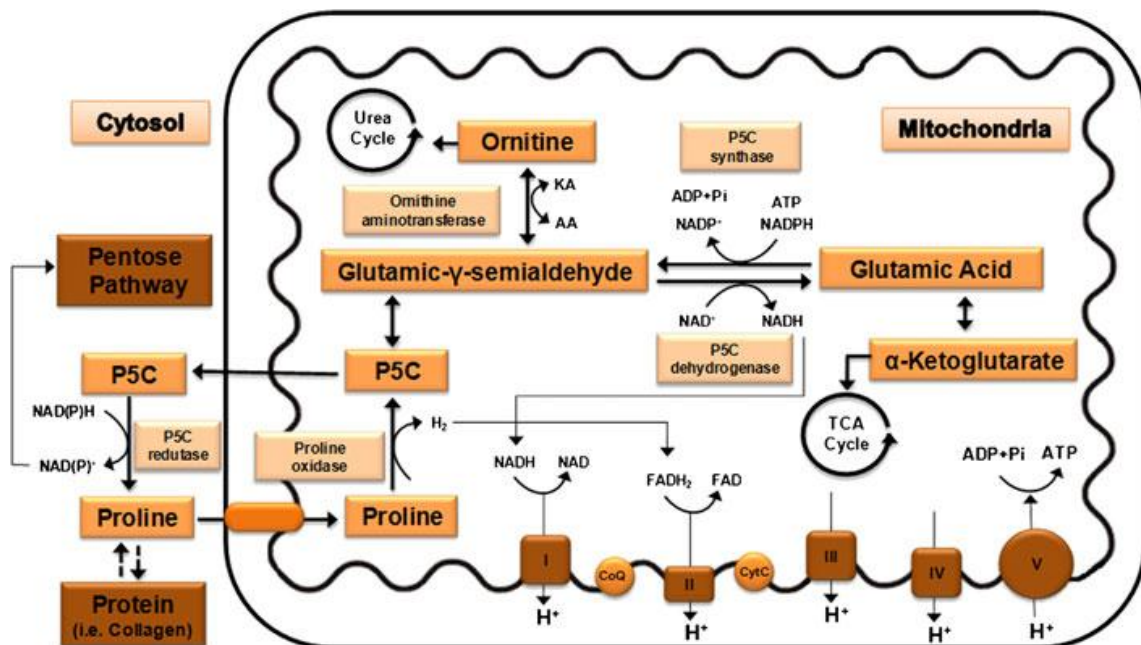 Cytosol
Mitochondria
Urea
Cycle
Ornitine
P5C
synthase
Ornithine
aminotransferase
KA
AA
ADP+Pi
ATP
NADP⁺
NADPH
Pentose
Pathway
Glutamic-γ-semialdehyde
Glutamic Acid
NAD⁺
NADH
P5C
dehydrogenase
α-Ketoglutarate
P5C
P5C
NAD(P)H
P5C
redutase
NAD(P)⁺
Proline
oxidase
H₂
TCA
Cycle
NADH
NAD
FADH₂
FAD
ADP+Pi
ATP
Proline
Proline
I
CoQ
II
CytC
III
IV
V
H⁺
H⁺
H⁺
H⁺
H⁺
Protein
(i.e. Collagen)